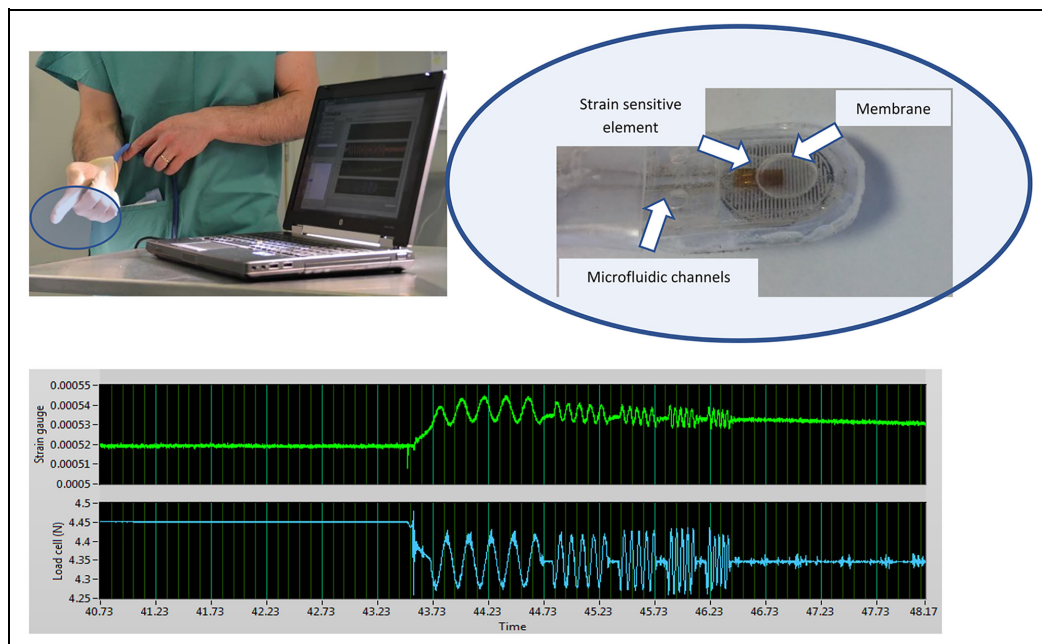 Strain sensitive
element
Membrane
Microfluidic channels
Strain gauge
0.00055
0.00054
0.00053
0.00052
0.00051
0.0005
Load cell (N)
4.5
4.45
4.4
4.35
4.3
4.25
40.73 41.23 41.73 42.23 42.73 43.23 43.73 44.23 44.73 45.23 45.73 46.23 46.73 47.23 47.73 48.17
Time